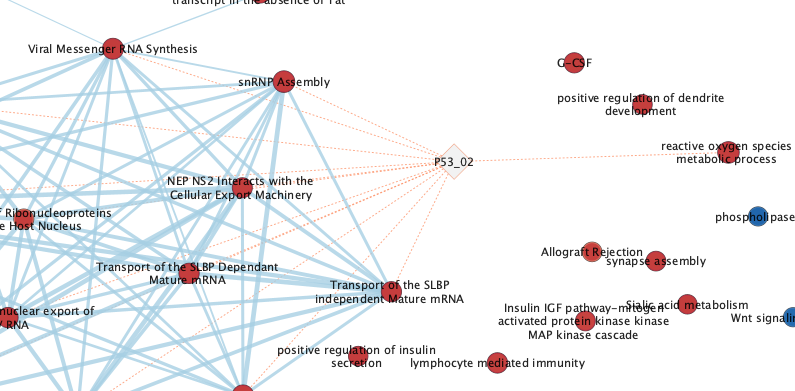 transcript in the absence of Tat
Viral Messenger RNA Synthesis
G-CSF
snRNP Assembly
positive regulation of dendrite
development
reactive oxygen species
metabolic process
P53_02
NEP NS2 Interacts with the
Cellular Export Machinery
Ribonucleoproteins
e Host Nucleus
phospholipase
Allograft Rejection
synapse assembly
Transport of the SLBP Dependant
Mature mRNA
Transport of the SLBP
independent Mature mRNA
nuclear export of
RNA
Insulin IGF pathway-mitogen
activated protein kinase kinase
MAP kinase cascade
Sialic acid metabolism
Wnt signalin
positive regulation of insulin
secretion
lymphocyte mediated immunity